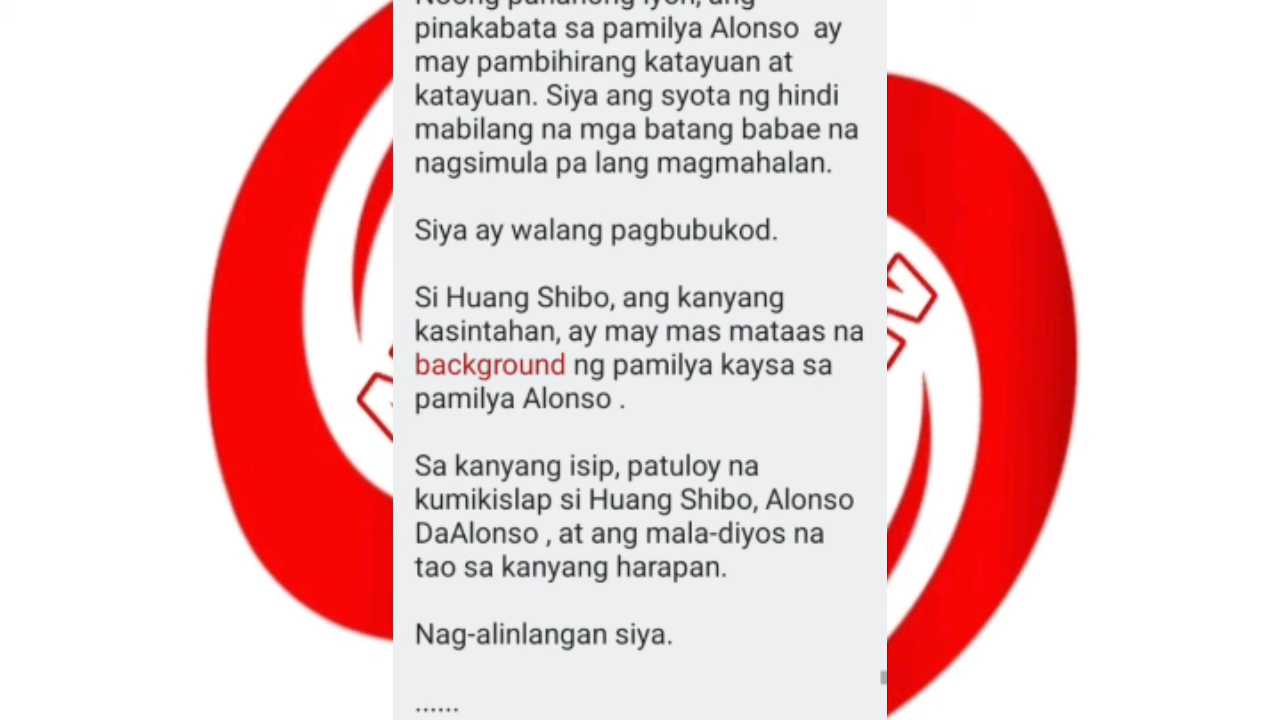 pinakabata sa pamilya Alonso  ay
may pambihirang katayuan at
katayuan. Siya ang syota ng hindi
mabilang na mga batang babae na
nagsimula pa lang magmahalan.
Siya ay walang pagbubukod.
Si Huang Shibo, ang kanyang
kasintahan, ay may mas mataas na
background ng pamilya kaysa sa
pamilya Alonso .
Sa kanyang isip, patuloy na
kumikislap si Huang Shibo, Alonso
DaAlonso , at ang mala-diyos na
tao sa kanyang harapan.
Nag-alinlangan siya.
......